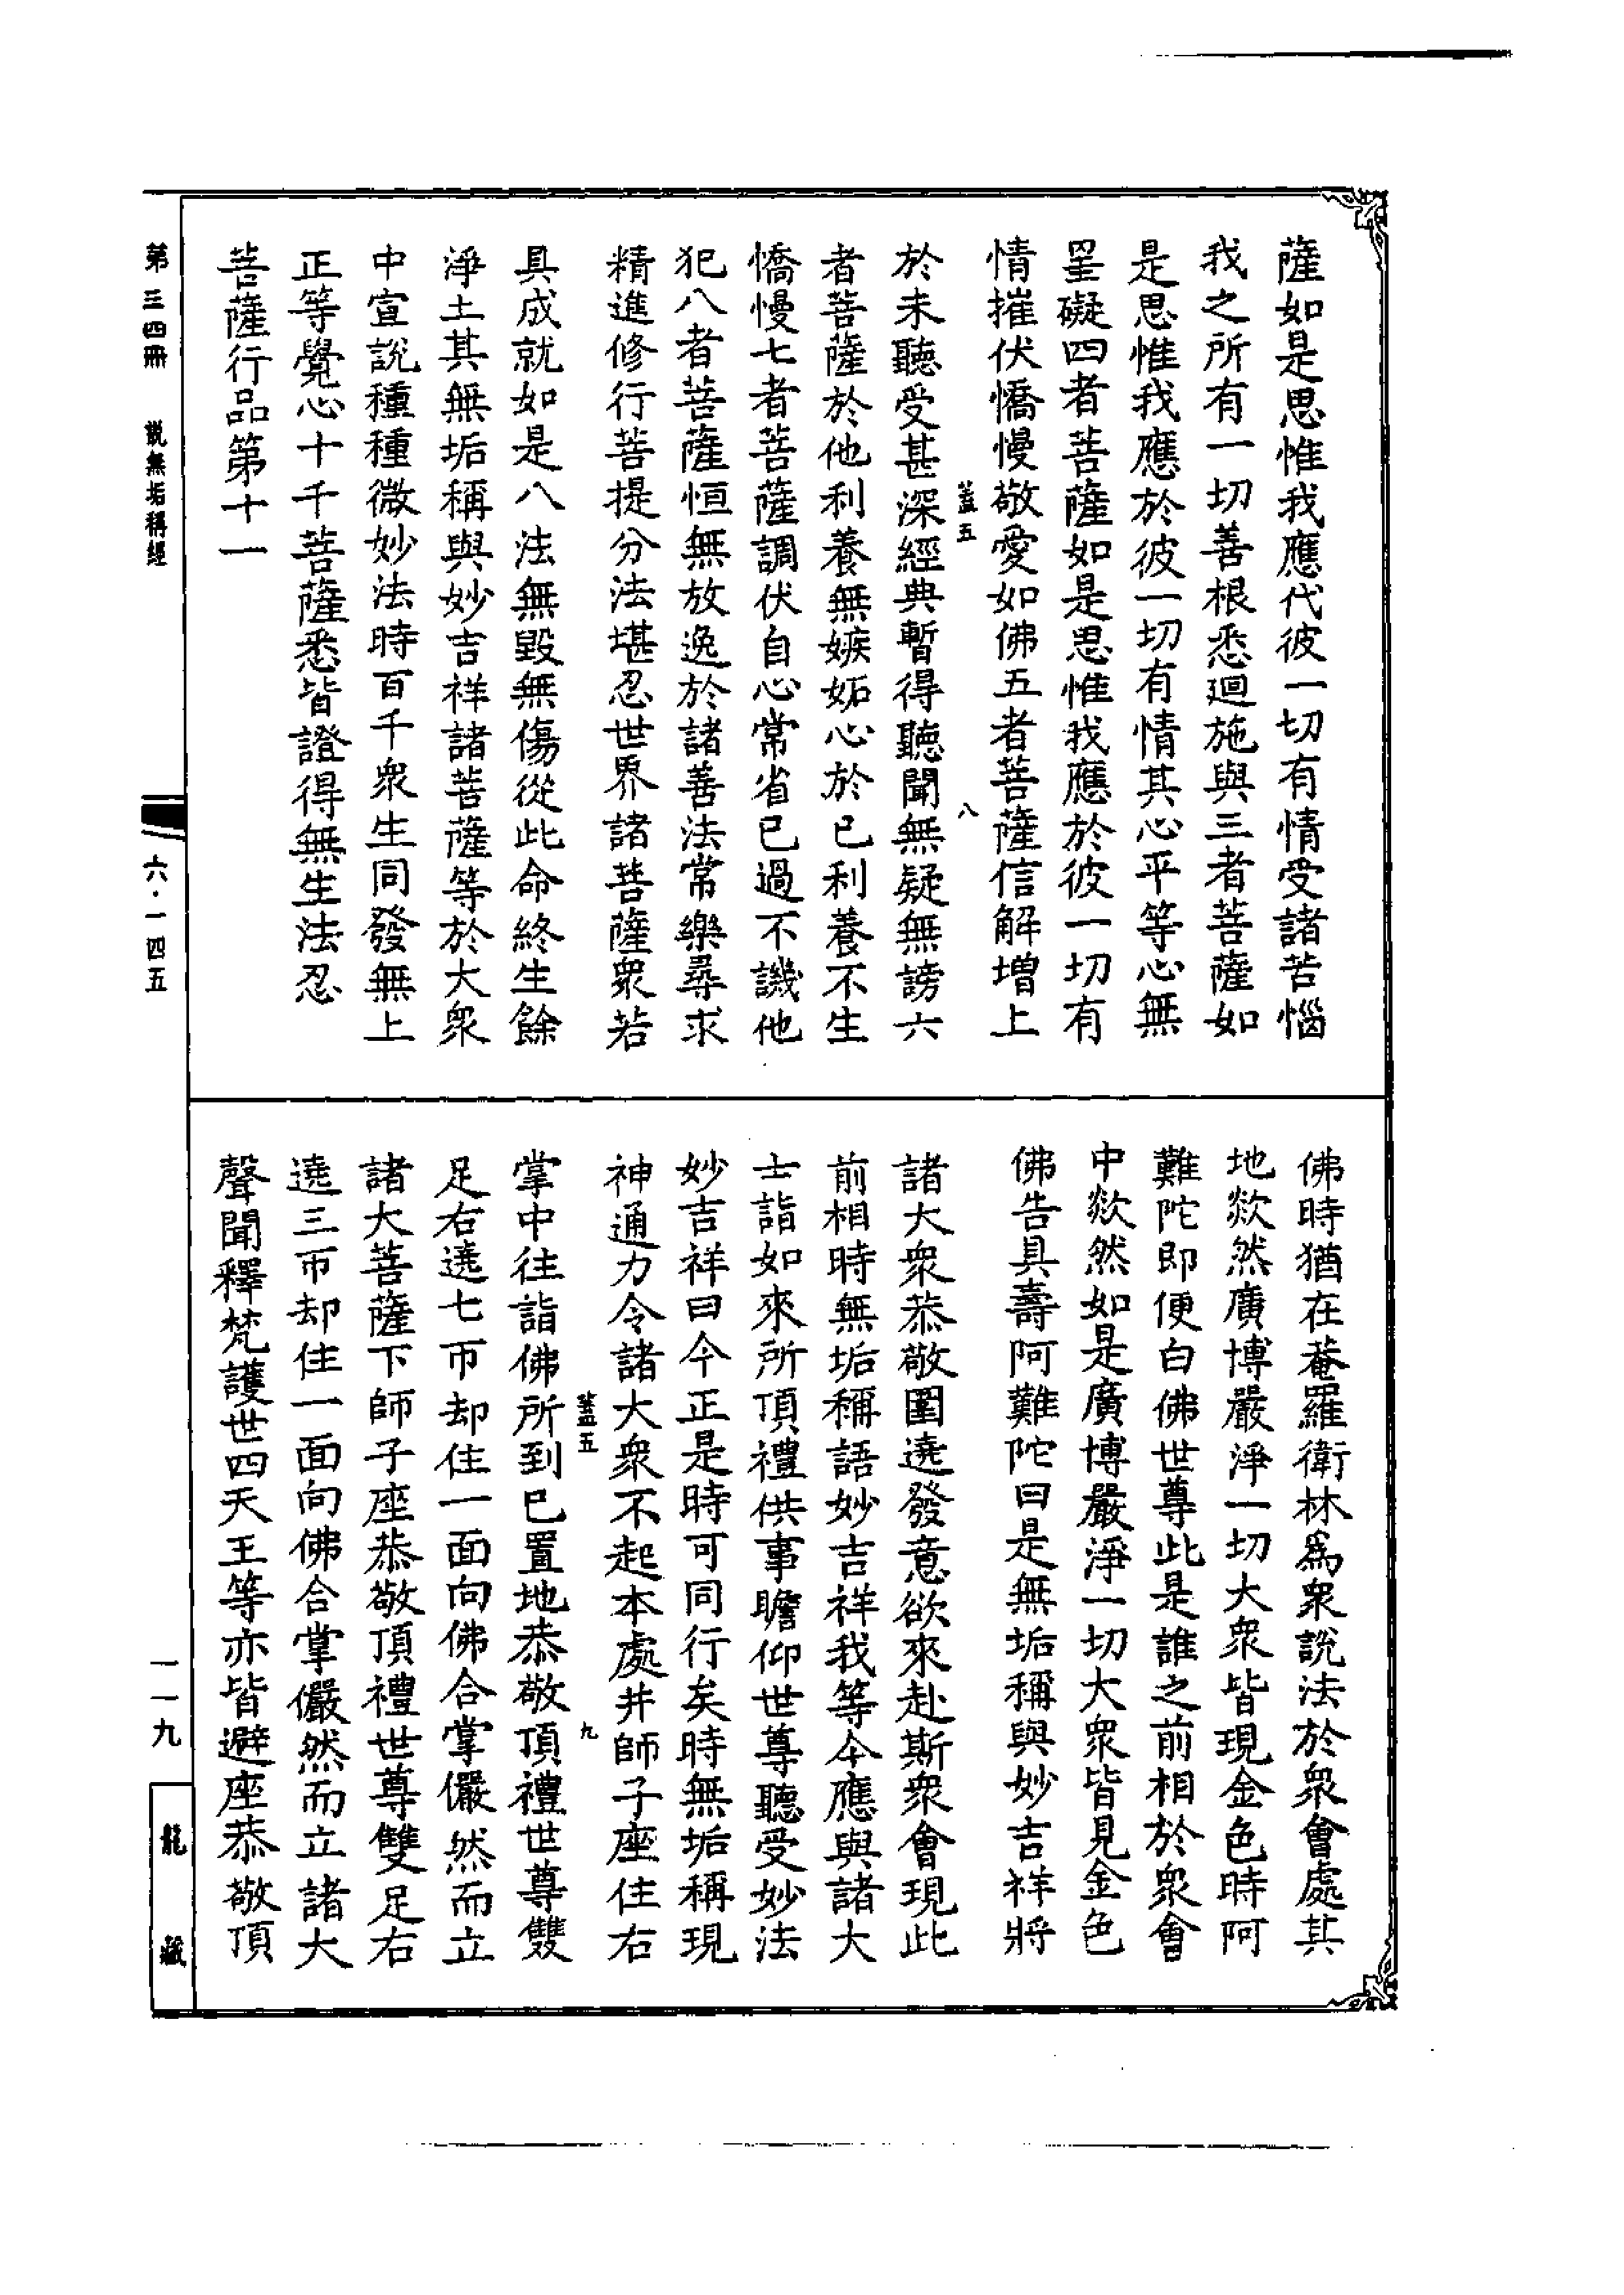 薩如是思惟我應代彼一切有情受諸苦惱
我之所有一切善根悉迴施與三者菩薩如
是思惟我應於彼一切有情其心平等心無
罣礙四者菩薩如是思惟我應於彼一切有
情摧伏憍慢敬愛如佛五者菩薩信解增上
蓋五
八
於未聽受甚深經典暫得聽聞無疑無謗六
者菩薩於他利養無嫉妬心於己利養不生
憍慢七者菩薩調伏自心常省己過不譏他
犯八者菩薩恒無放逸於諸善法常樂尋求
精進修行菩提分法堪忍世界諸菩薩眾若
具成就如是八法無毀無傷從此命終生餘
淨土其無垢稱與妙吉祥諸菩薩等於大眾
中宣說種種微妙法時百千眾生同發無上
正等覺心十千菩薩悉皆證得無生法忍
菩薩行品第十一
佛時猶在菴羅衛林為眾說法於眾會處其
地欻然廣博嚴淨一切大眾皆現金色時阿
難陀即便白佛世尊此是誰之前相於眾會
中欻然如是廣博嚴淨一切大眾皆見金色
佛告具壽阿難陀曰是無垢稱與妙吉祥將
諸大眾恭敬圍遶發意欲來赴斯眾會現此
前相時無垢稱語妙吉祥我等今應與諸大
士詣如來所頂禮供事瞻仰世尊聽受妙法
妙吉祥曰今正是時可同行矣時無垢稱現
神通力令諸大眾不起本處并師子座住右
蓋五
九
掌中往詣佛所到已置地恭敬頂禮世尊雙
足右遶七帀却住一面向佛合掌儼然而立
諸大菩薩下師子座恭敬頂禮世尊雙足右
遶三帀却住一面向佛合掌儼然而立諸大
聲聞釋梵護世四天王等亦皆避座恭敬頂
第三四冊 說無垢稱經
六·一四五
一一九
龍藏